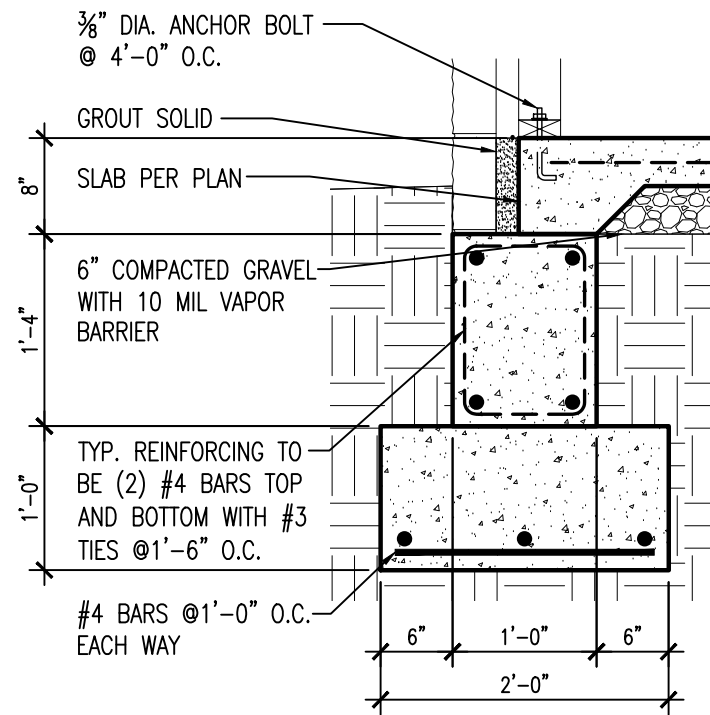 ⅜” DIA. ANCHOR BOLT
@ 4’-0” O.C.
GROUT SOLID
SLAB PER PLAN
6” COMPACTED GRAVEL
WITH 10 MIL VAPOR
BARRIER
TYP. REINFORCING TO
BE (2) #4 BARS TOP
AND BOTTOM WITH #3
TIES @1’-6” O.C.
#4 BARS @1’-0” O.C.
EACH WAY
8”
1’-4”
1’-0”
6”
1’-0”
6”
2’-0”